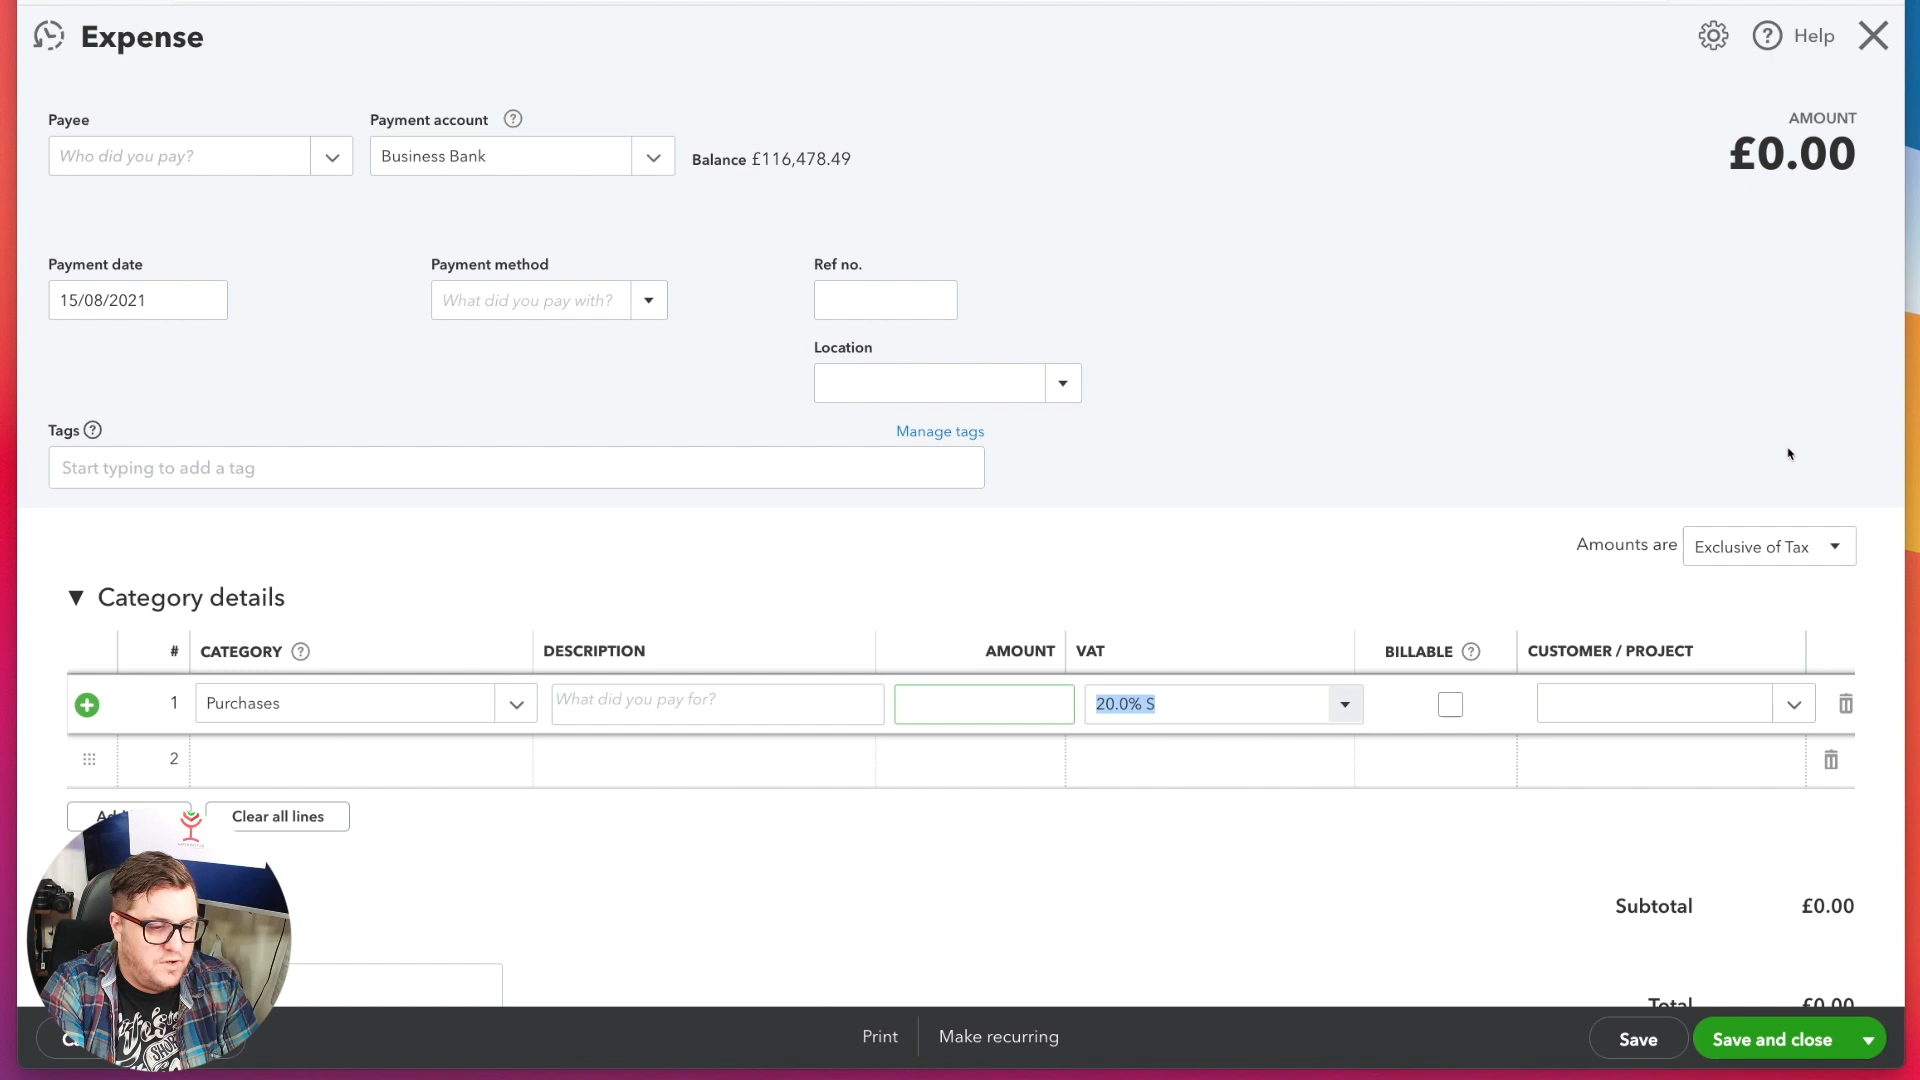 Expense
Help
Payee
Payment account
AMOUNT
£0.00
Who did you pay?
Business Bank
Balance £116,478.49
Payment date
Payment method
Ref no.
15/08/2021
What did you pay with?
Location
Tags
Manage tags
Start typing to add a tag
Amounts are
Exclusive of Tax
Category details
# CATEGORY DESCRIPTION AMOUNT VAT BILLABLE CUSTOMER / PROJECT
1 Purchases What did you pay for? 20.0% S
2
Clear all lines
Subtotal £0.00
Total £0.00
Print
Make recurring
Save
Save and close